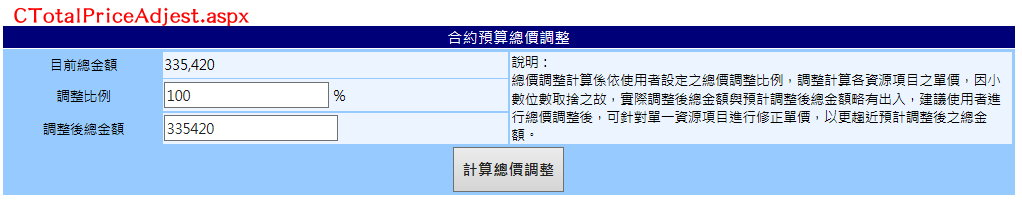 CTotalPriceAdjest.aspx
合約預算總價調整
目前總金額 335,420
調整比例 100 %
調整後總金額 335420
說明：
總價調整計算係依使用者設定之總價調整比例，調整計算各資源項目之單價，因小
數位數取捨之故，實際調整後總金額與預計調整後總金額略有出入，建議使用者進
行總價調整後，可針對單一資源項目進行修正單價，以更趨近預計調整後之總金
額。
計算總價調整